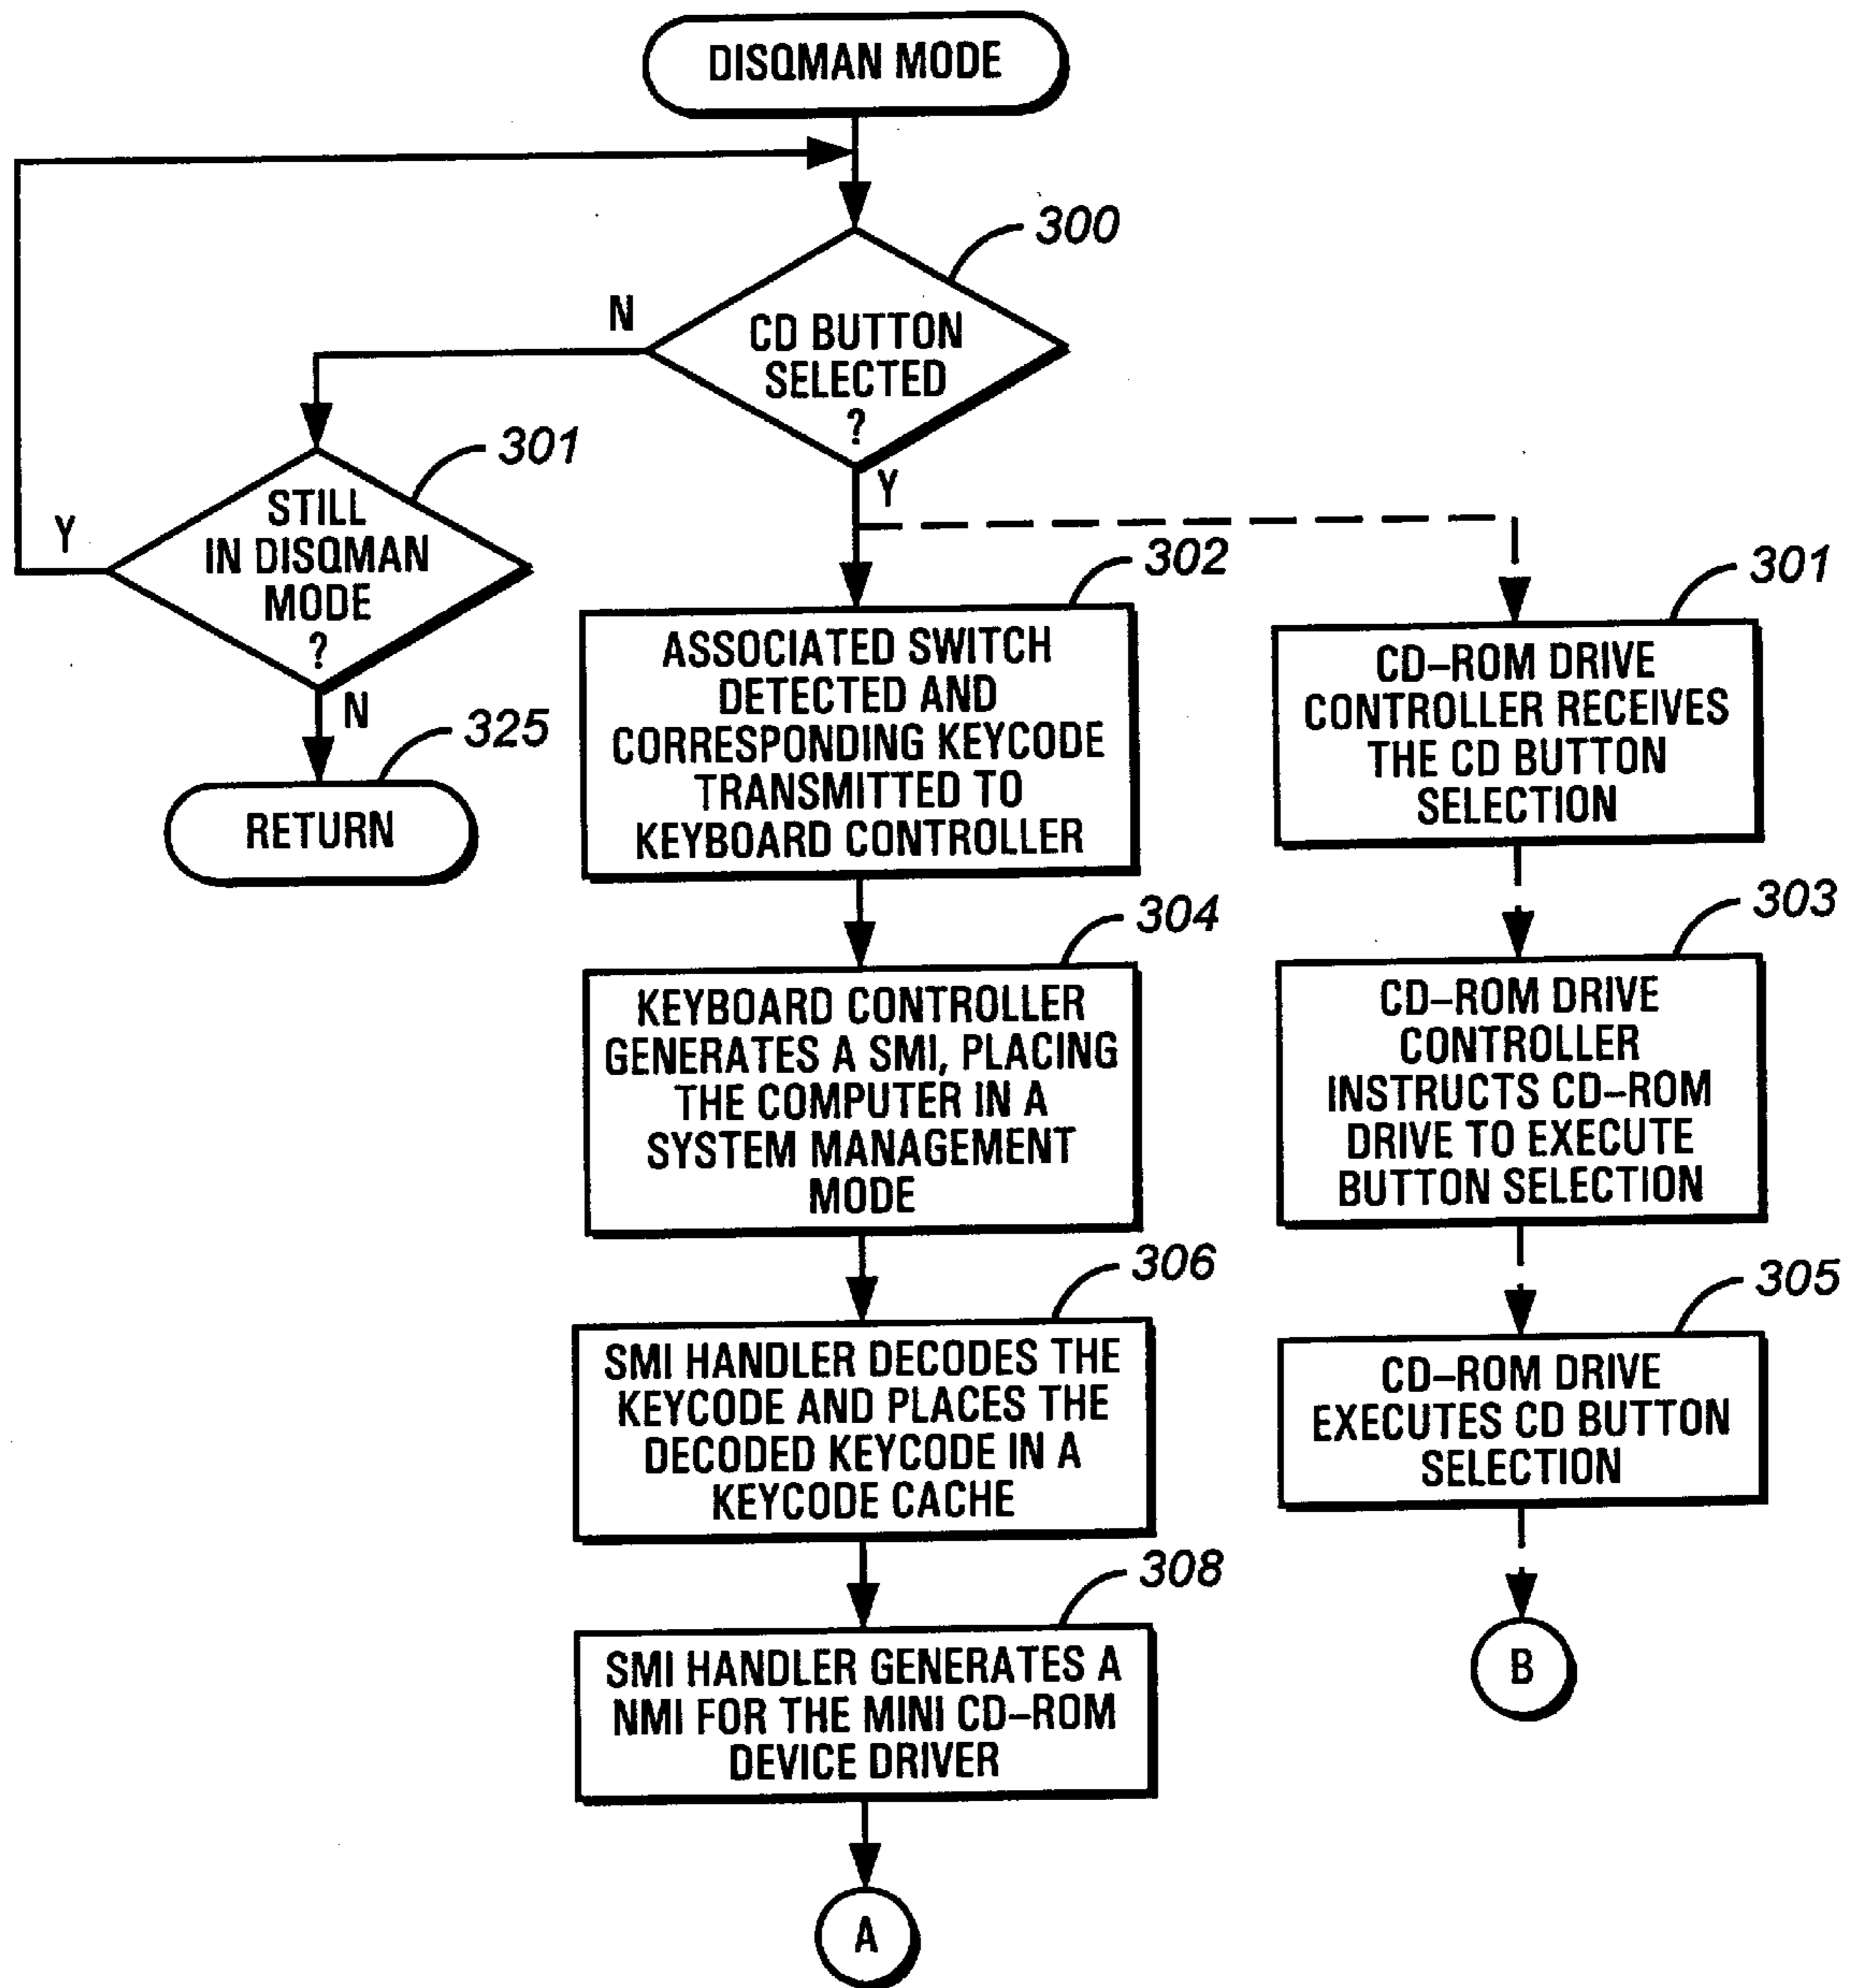 DISQMAN MODE
300
N
CD BUTTON
SELECTED
?
Y
301
STILL
IN DISQMAN
MODE
?
Y
N
325
RETURN
302
ASSOCIATED SWITCH
DETECTED AND
CORRESPONDING KEYCODE
TRANSMITTED TO
KEYBOARD CONTROLLER
304
KEYBOARD CONTROLLER
GENERATES A SMI, PLACING
THE COMPUTER IN A
SYSTEM MANAGEMENT
MODE
306
SMI HANDLER DECODES THE
KEYCODE AND PLACES THE
DECODED KEYCODE IN A
KEYCODE CACHE
308
SMI HANDLER GENERATES A
NMI FOR THE MINI CD-ROM
DEVICE DRIVER
A
301
CD-ROM DRIVE
CONTROLLER RECEIVES
THE CD BUTTON
SELECTION
303
CD-ROM DRIVE
CONTROLLER
INSTRUCTS CD-ROM
DRIVE TO EXECUTE
BUTTON SELECTION
305
CD-ROM DRIVE
EXECUTES CD BUTTON
SELECTION
B